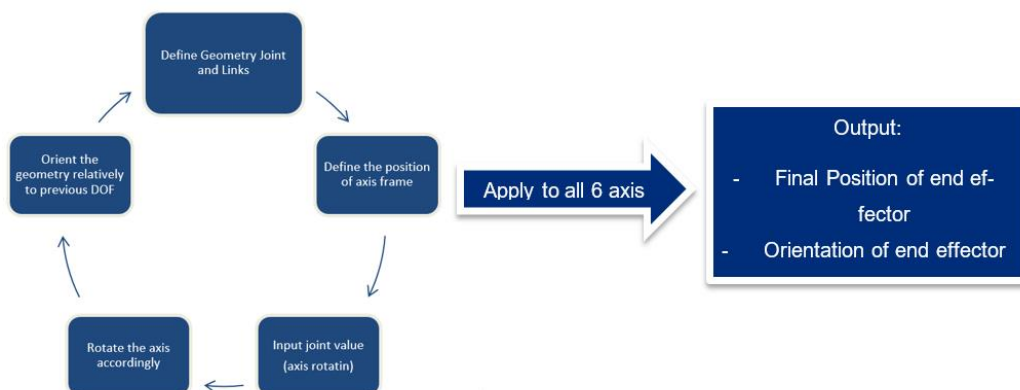 Define Geometry Joint
and Links
Define the position
of axis frame
Input joint value
(axis rotatin)
Rotate the axis
accordingly
Orient the
geometry relatively
to previous DOF
Apply to all 6 axis
Output:
- Final Position of end ef-
fector
- Orientation of end effector